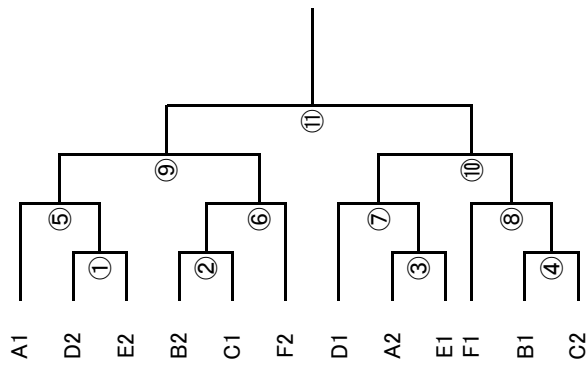 ⑪
⑨ ⑩
⑤ ⑥ ⑦ ⑧
① ② ③ ④
A1 D2 E2 B2 C1 F2 D1 A2 E1 F1 B1 C2